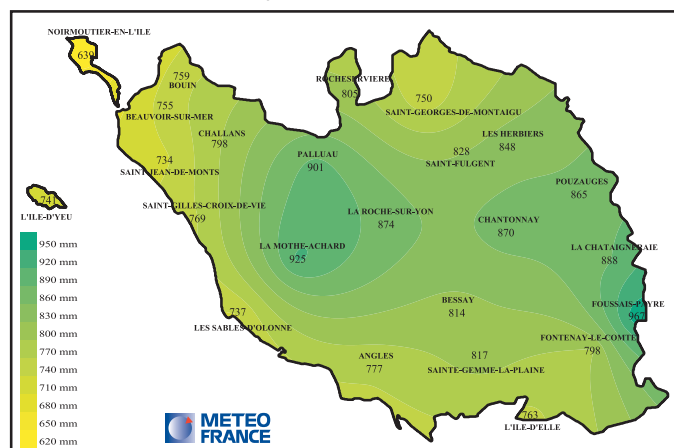 NOIRMOUTIER-EN-L'ILE
639
759
BOUIN
755
BEAUVOIR-SUR-MER
ROCHESERVIERE
805
750
SAINT-GEORGES-DE-MONTAIGU
CHALLANS
798
LES HERBIERS
848
PALLUAU
901
828
SAINT-FULGENT
734
SAINT-JEAN-DE-MONTS
POUZAUGES
865
741
L'ILE-D'YEU
SAINT-GILLES-CROIX-DE-VIE
769
LA ROCHE-SUR-YON
874
CHANTONNAY
870
LA MOTHE-ACHARD
925
LA CHATAIGNERAIE
888
FOUSSAIS-PAYRE
967
737
LES SABLES-D'OLONNE
BESSAY
814
FONTENAY-LE-COMTE
798
ANGLES
777
817
SAINTE-GEMME-LA-PLAINE
763
L'ILE-D'ELLE
950 mm
920 mm
890 mm
860 mm
830 mm
800 mm
770 mm
740 mm
710 mm
680 mm
650 mm
620 mm
METEO
FRANCE